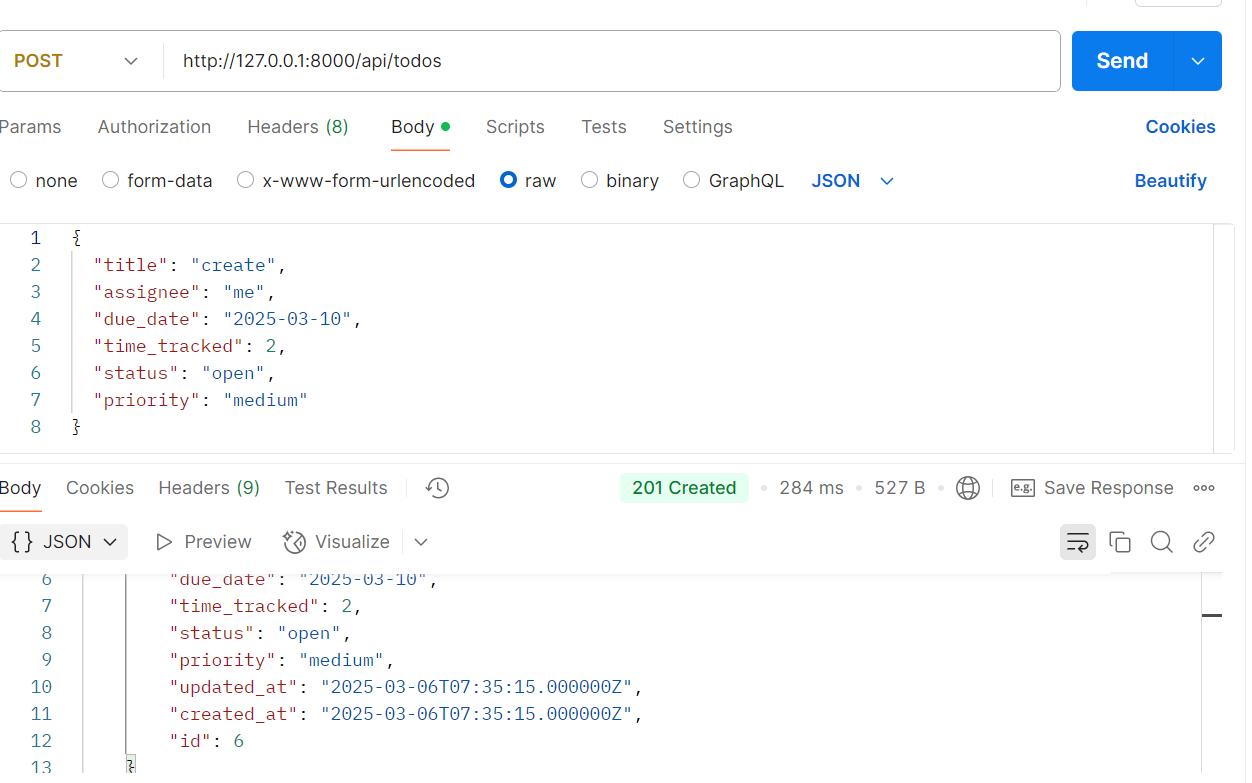 POST http://127.0.0.1:8000/api/todos Send
Params Authorization Headers (8) Body Scripts Tests Settings Cookies
none form-data x-www-form-urlencoded raw binary GraphQL JSON Beautify
1 {
2 "title": "create",
3 "assignee": "me",
4 "due_date": "2025-03-10",
5 "time_tracked": 2,
6 "status": "open",
7 "priority": "medium"
8 }
Body Cookies Headers (9) Test Results 201 Created • 284 ms • 527 B • e.g. Save Response
{} JSON Preview Visualize
6 "due_date": "2025-03-10",
7 "time_tracked": 2,
8 "status": "open",
9 "priority": "medium",
10 "updated_at": "2025-03-06T07:35:15.000000Z",
11 "created_at": "2025-03-06T07:35:15.000000Z",
12 "id": 6
13 }